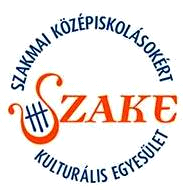 SZAKMAI KÖZÉPISKOLÁSOKÉRT
SZAKE
KULTURÁLIS EGYESÜLET